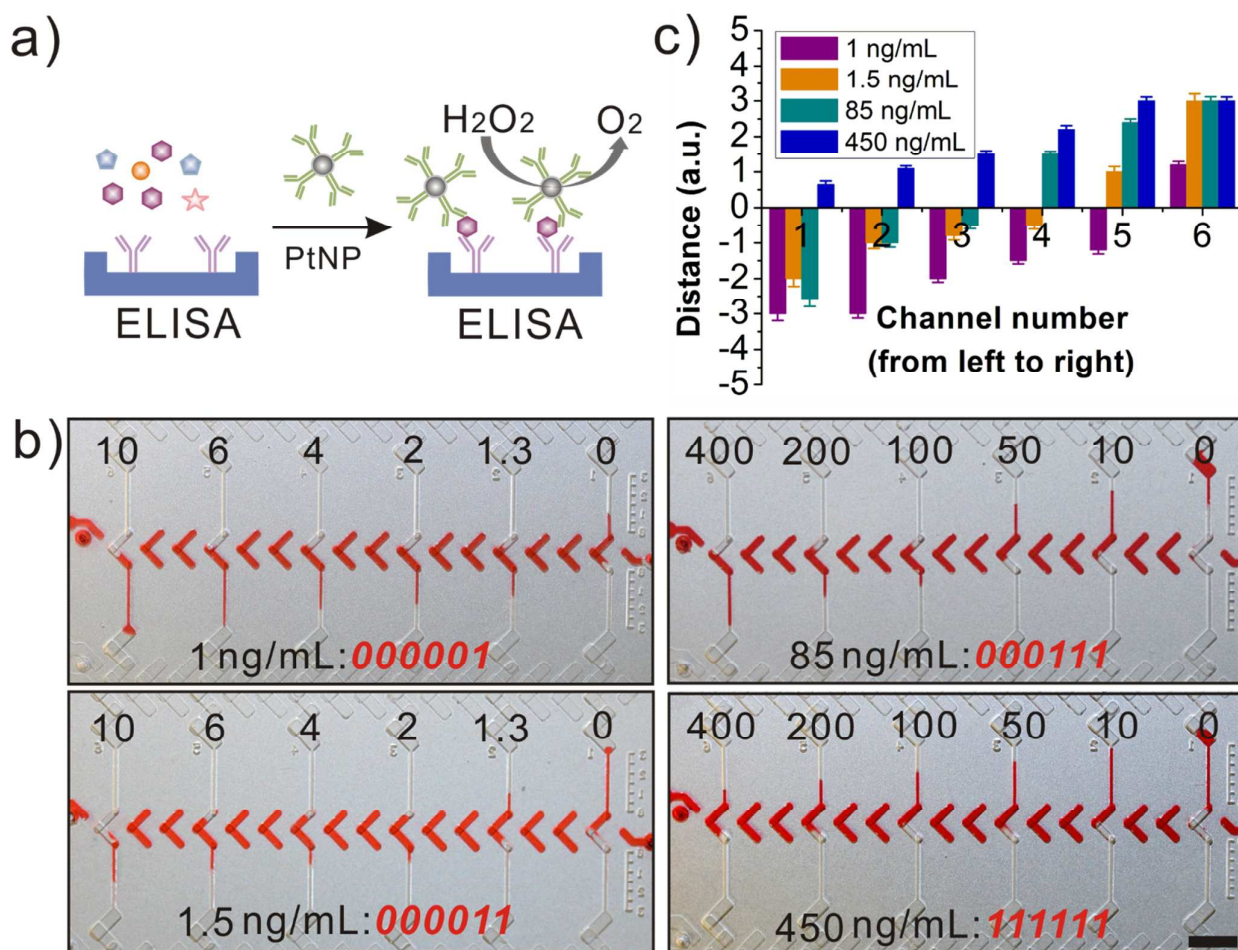 a)
H2O2
O2
PtNP
ELISA
ELISA
c)
5
4
3
2
1
0
-1
-2
-3
-4
-5
Distance (a.u.)
1 ng/mL
1.5 ng/mL
85 ng/mL
450 ng/mL
1 2 3 4 5 6
Channel number
(from left to right)
b)
10 6 4 2 1.3 0
1 ng/mL:000001
400 200 100 50 10 0
85 ng/mL:000111
10 6 4 2 1.3 0
1.5 ng/mL:000011
400 200 100 50 10 0
450 ng/mL:111111